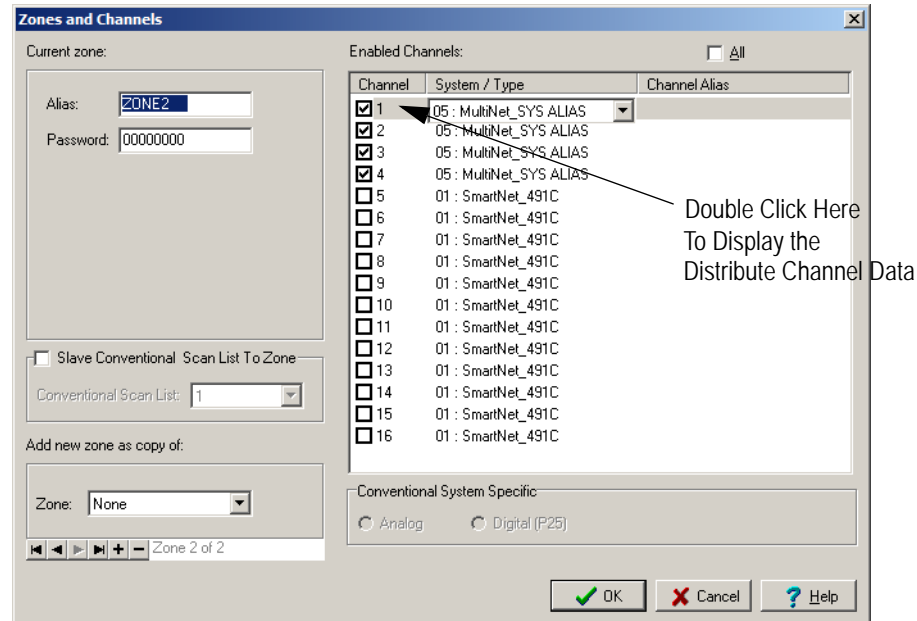 Zones and Channels
Current zone:
Alias: ZONE2
Password: 00000000
Slave Conventional Scan List To Zone
Conventional Scan List: 1
Add new zone as copy of:
Zone: None
Zone 2 of 2
Enabled Channels:
All
Channel System / Type Channel Alias
1 05 : MultiNet_SYS ALIAS
2 05 : MultiNet_SYS ALIAS
3 05 : MultiNet_SYS ALIAS
4 05 : MultiNet_SYS ALIAS
5 01 : SmartNet_491C
6 01 : SmartNet_491C
7 01 : SmartNet_491C
8 01 : SmartNet_491C
9 01 : SmartNet_491C
10 01 : SmartNet_491C
11 01 : SmartNet_491C
12 01 : SmartNet_491C
13 01 : SmartNet_491C
14 01 : SmartNet_491C
15 01 : SmartNet_491C
16 01 : SmartNet_491C
Double Click Here
To Display the
Distribute Channel Data
Conventional System Specific
Analog Digital (P25)
OK Cancel Help